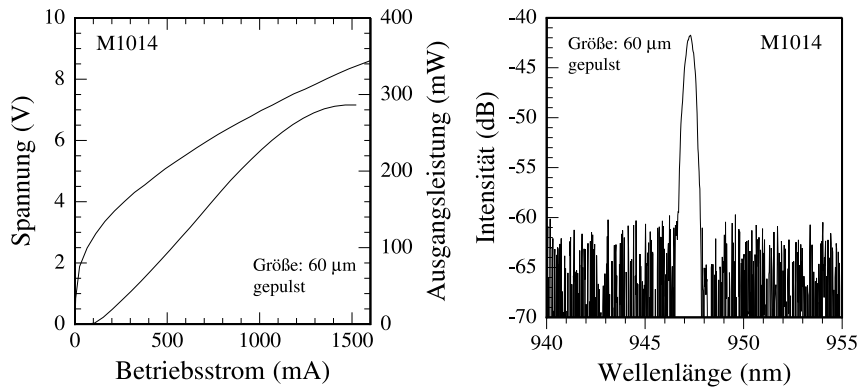 M1014
Größe: 60 µm
gepulst
Spannung (V)
10
8
6
4
2
0
Ausgangsleistung (mW)
400
300
200
100
0
0 500 1000 1500
Betriebsstrom (mA)
Größe: 60 µm
gepulst
M1014
Intensität (dB)
-40
-45
-50
-55
-60
-65
-70
940 945 950 955
Wellenlänge (nm)